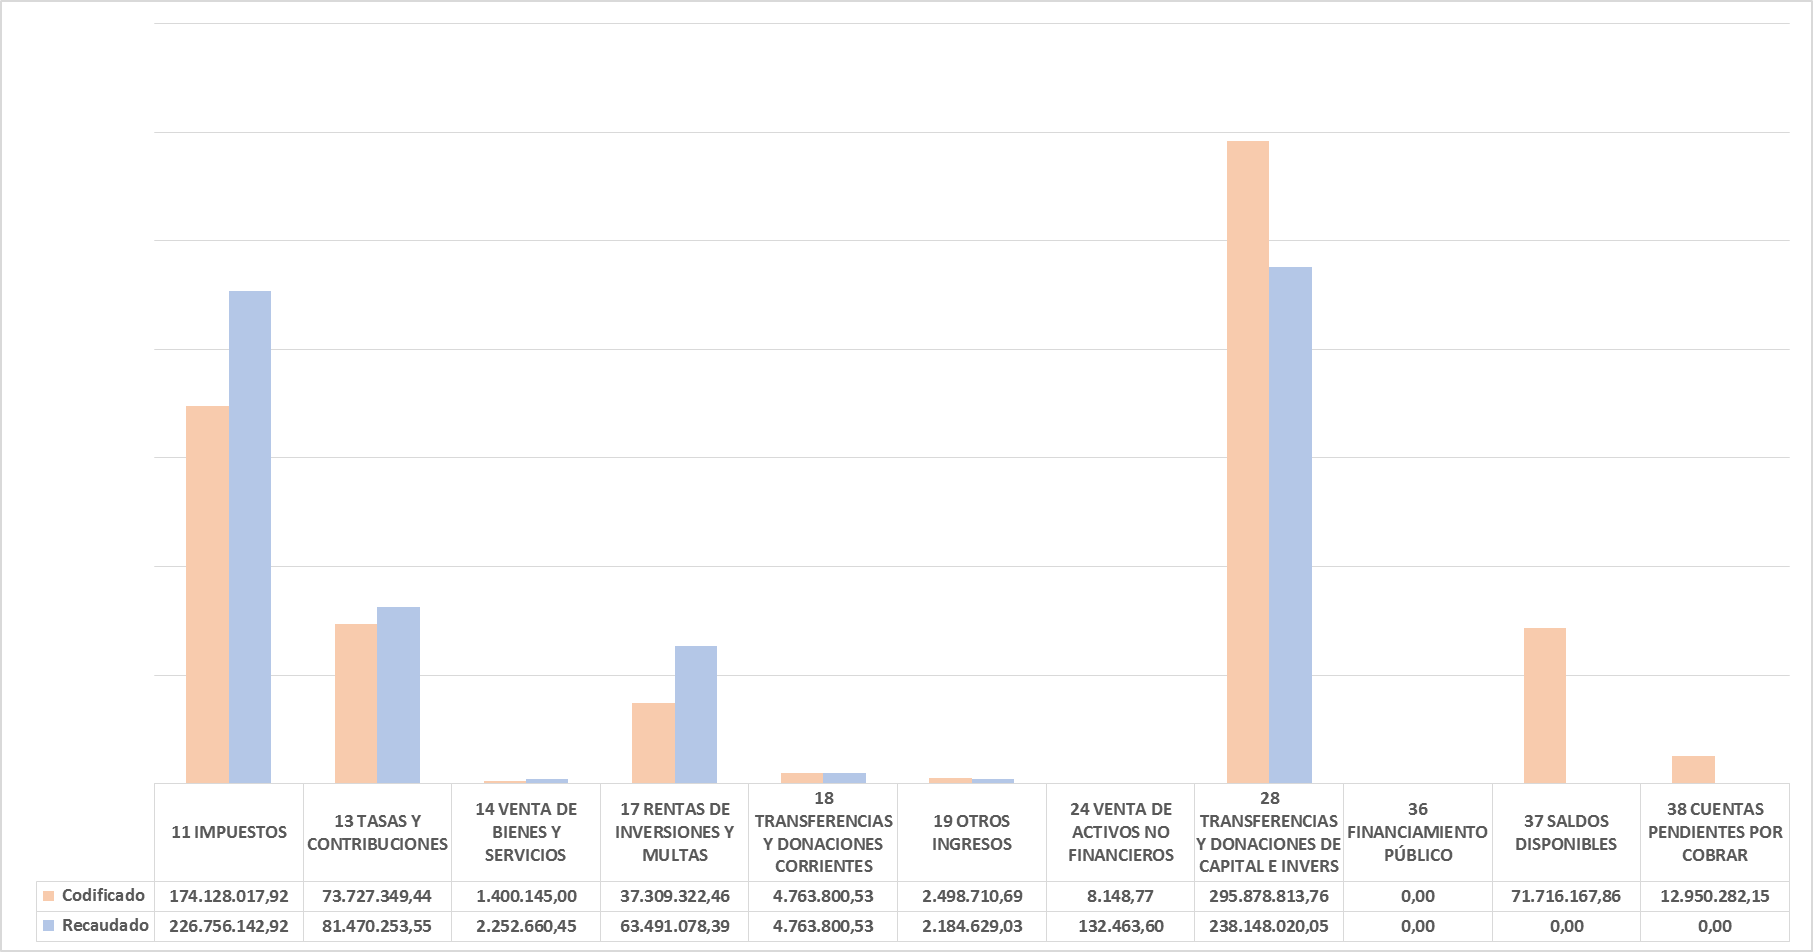 11 IMPUESTOS
13 TASAS Y
CONTRIBUCIONES
14 VENTA DE
BIENES Y
SERVICIOS
17 RENTAS DE
INVERSIONES Y
MULTAS
18
TRANSFERENCIAS
Y DONACIONES
CORRIENTES
19 OTROS
INGRESOS
24 VENTA DE
ACTIVOS NO
FINANCIEROS
28
TRANSFERENCIAS
Y DONACIONES DE
CAPITAL E INVERS
36
FINANCIAMIENTO
PÚBLICO
37 SALDOS
DISPONIBLES
38 CUENTAS
PENDIENTES POR
COBRAR
Codificado 174.128.017,92 73.727.349,44 1.400.145,00 37.309.322,46 4.763.800,53 2.498.710,69 8.148,77 295.878.813,76 0,00 71.716.167,86 12.950.282,15
Recaudado 226.756.142,92 81.470.253,55 2.252.660,45 63.491.078,39 4.763.800,53 2.184.629,03 132.463,60 238.148.020,05 0,00 0,00 0,00